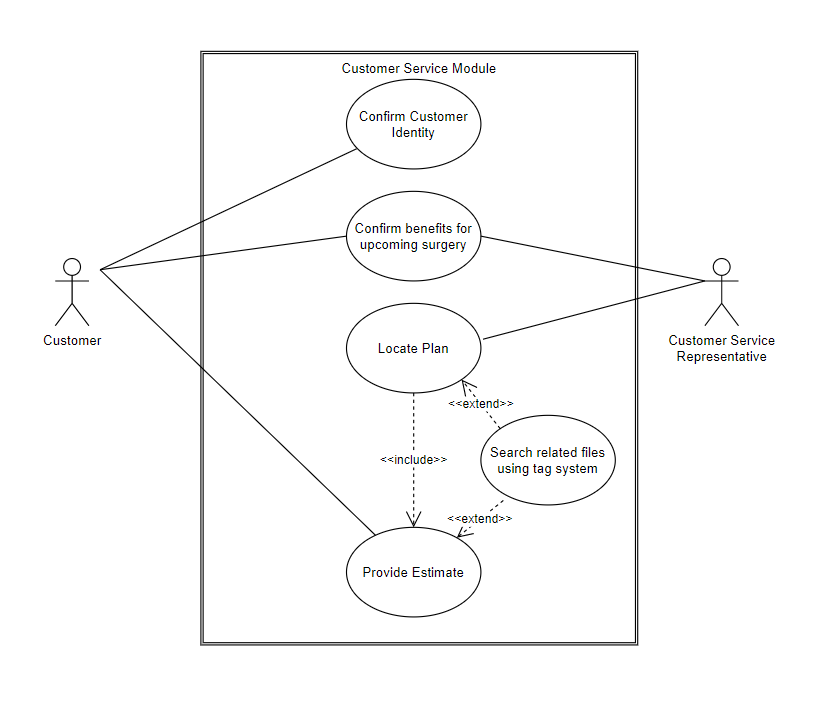 Customer Service Module
Confirm Customer
Identity
Confirm benefits for
upcoming surgery
Customer
Customer Service
Representative
Locate Plan
<<extend>>
Search related files
using tag system
<<include>>
<<extend>>
Provide Estimate